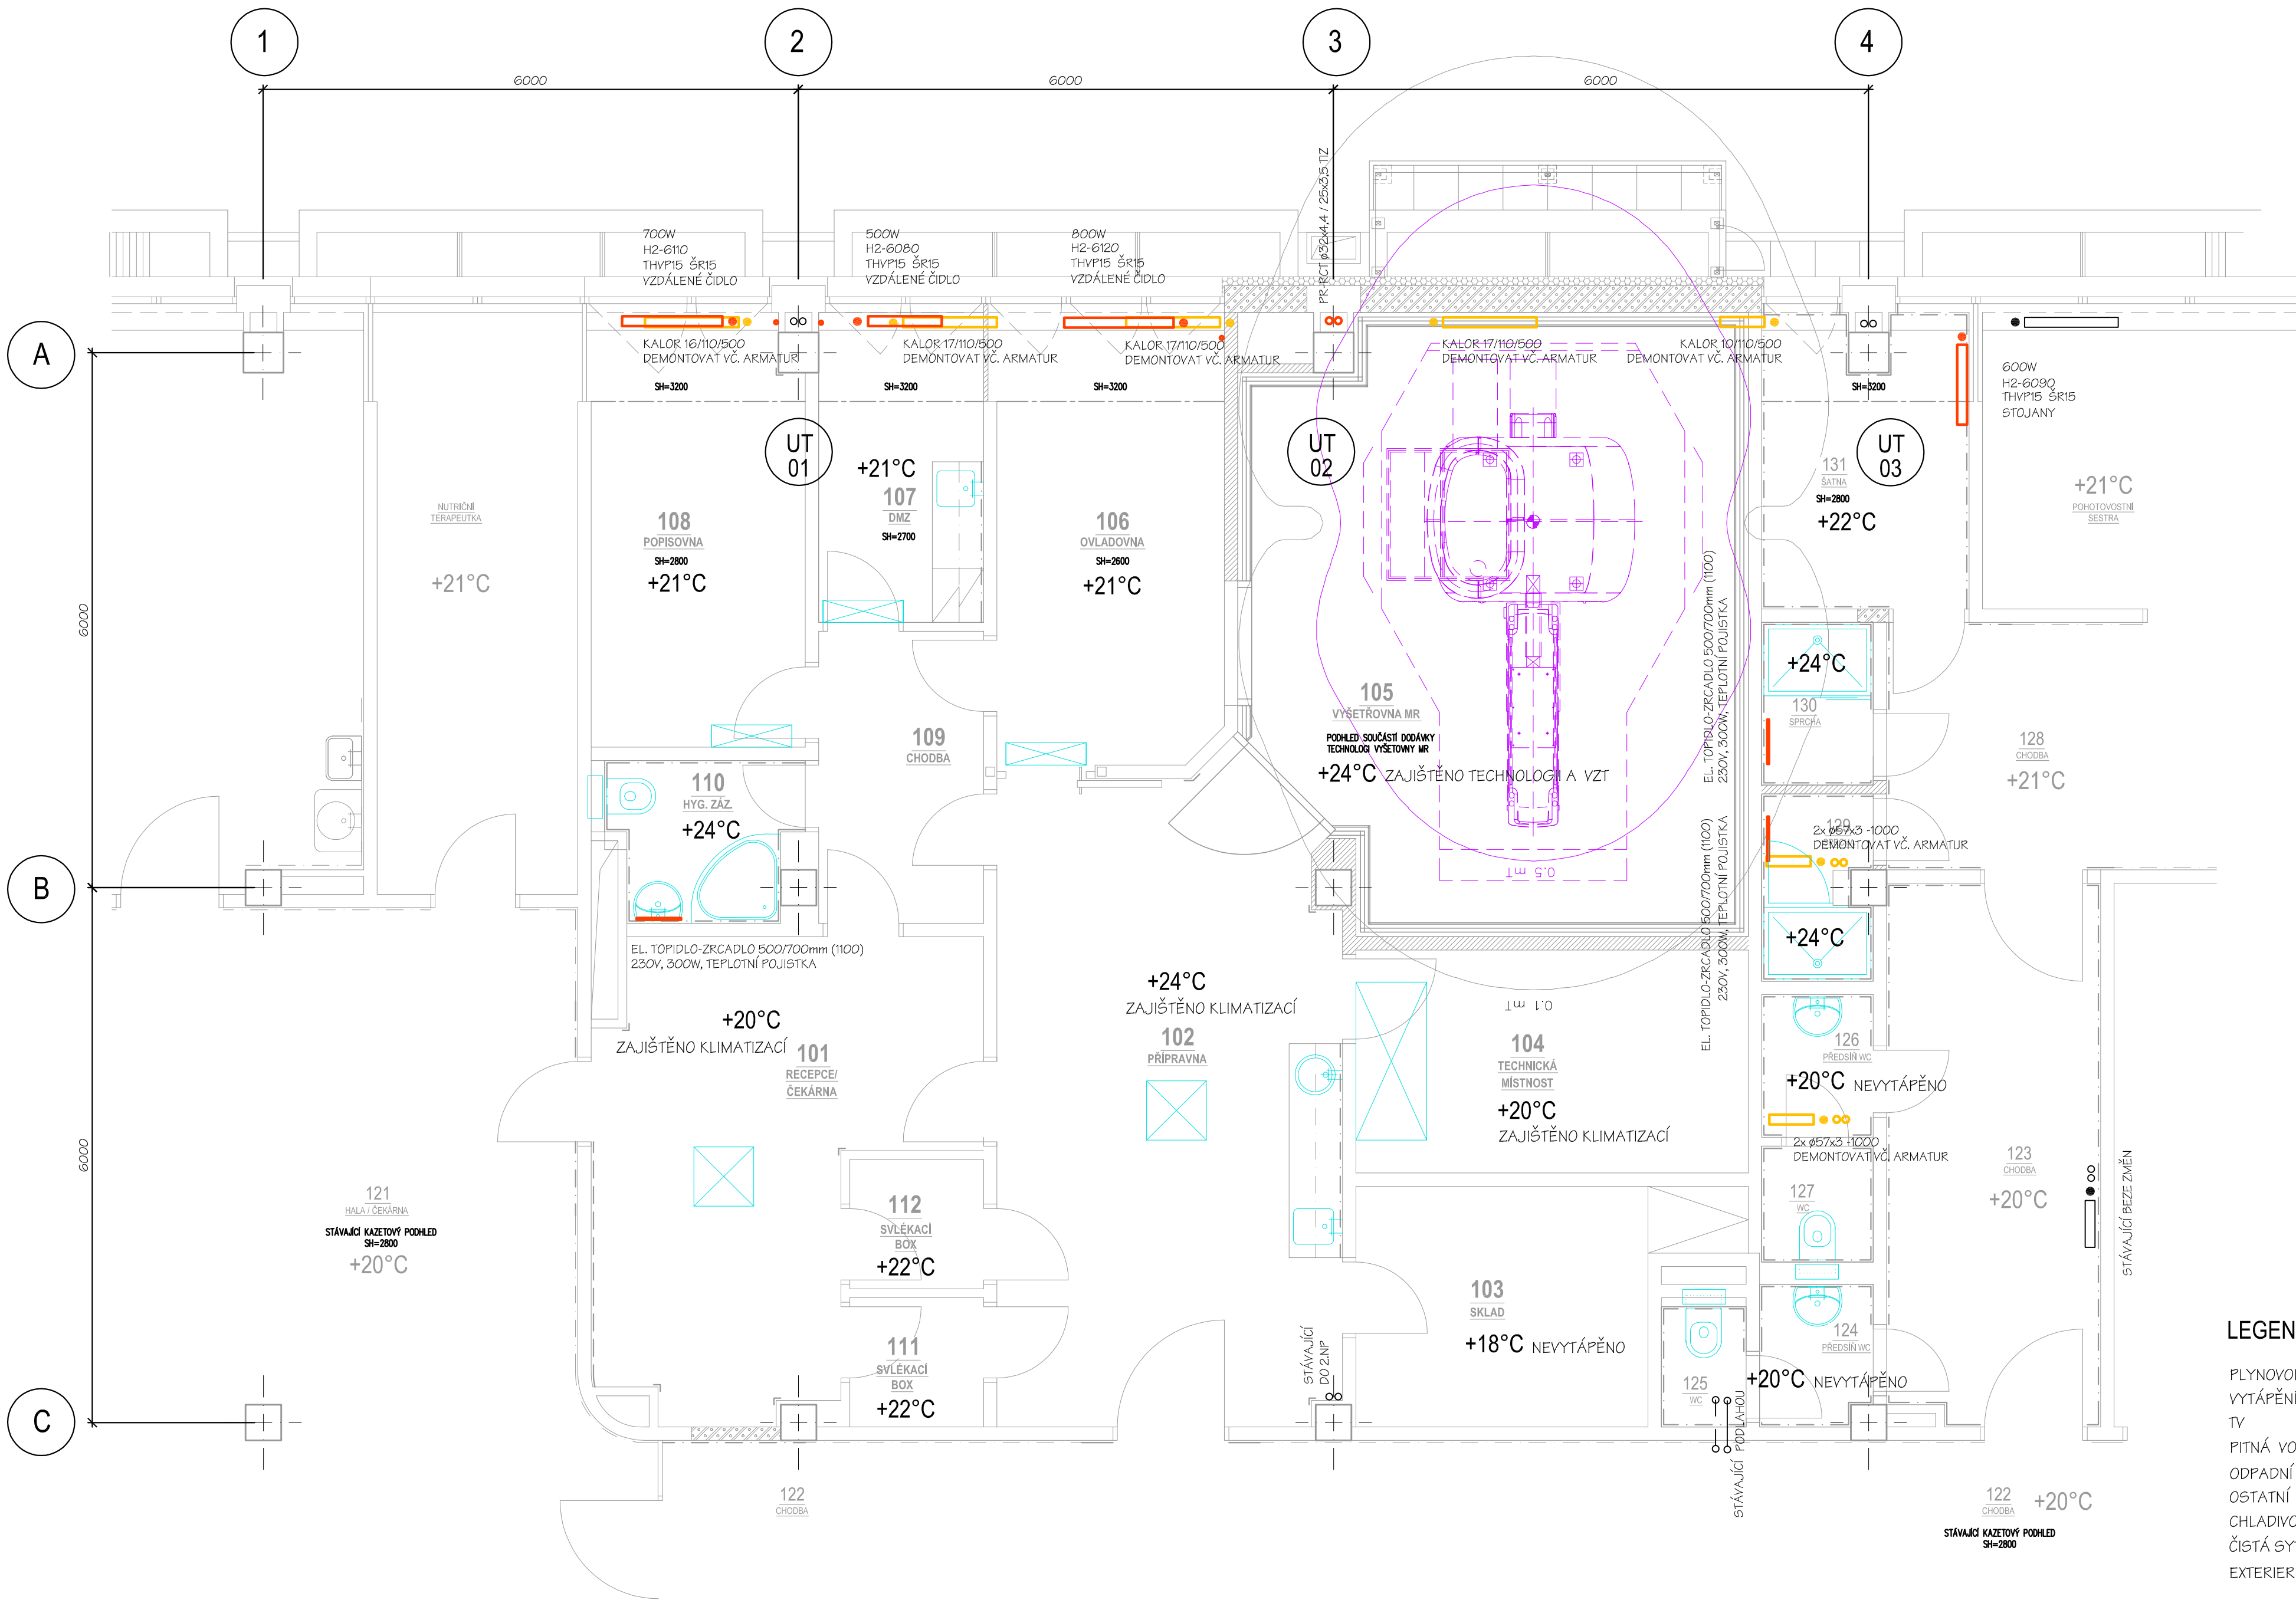 1
2
3
4
6000
6000
6000
PR-RCT ø32x4,4 / 25x3,5 TIZ
700W
H2-6110
THVP15 ŠR15
VZDÁLENÉ ČIDLO
500W
H2-6080
THVP15 ŠR15
VZDÁLENÉ ČIDLO
800W
H2-6120
THVP15 ŠR15
VZDÁLENÉ ČIDLO
A
KALOR 16/110/500
DEMONTOVAT VČ. ARMATUR
KALOR 17/110/500
DEMONTOVAT VČ. ARMATUR
KALOR 17/110/500
DEMONTOVAT VČ. ARMATUR
KALOR 17/110/500
DEMONTOVAT VČ. ARMATUR
KALOR 10/110/500
DEMONTOVAT VČ. ARMATUR
SH=3200
SH=3200
SH=3200
SH=3200
600W
H2-6090
THVP15 ŠR15
STOJANY
UT
01
UT
02
UT
03
NUTRIČNÍ
TERAPEUTKA
+21°C
108
POPISOVNA
SH=2800
+21°C
+21°C
107
DMZ
SH=2700
106
OVLADOVNA
SH=2600
+21°C
131
ŠATNA
SH=2800
+22°C
+21°C
POHOTOVOSTNÍ
SESTRA
6000
105
VYŠETŘOVNA MR
PODHLED SOUČÁSTÍ DODÁVKY
TECHNOLOGI VYŠETOVNY MR
+24°C ZAJIŠTĚNO TECHNOLOGIÍ A VZT
EL. TOPIDLO-ZRCADLO 500/700mm (1100)
230V, 300W, TEPLOTNÍ POJISTKA
+24°C
130
SPRCHA
128
CHODBA
+21°C
109
CHODBA
110
HYG. ZÁZ.
+24°C
129
2x ø57x3 -1000
DEMONTOVAT VČ. ARMATUR
B
0.5 mT
EL. TOPIDLO-ZRCADLO 500/700mm (1100)
230V, 300W, TEPLOTNÍ POJISTKA
+24°C
EL. TOPIDLO-ZRCADLO 500/700mm (1100)
230V, 300W, TEPLOTNÍ POJISTKA
+20°C
ZAJIŠTĚNO KLIMATIZACÍ
101
RECEPCE/
ČEKÁRNA
+24°C
ZAJIŠTĚNO KLIMATIZACÍ
102
PŘÍPRAVNA
0.1 mT
104
TECHNICKÁ
MÍSTNOST
+20°C
ZAJIŠTĚNO KLIMATIZACÍ
126
PŘEDSÍŇ WC
+20°C NEVYTÁPĚNO
2x ø57x3 -1000
DEMONTOVAT VČ. ARMATUR
6000
121
HALA / ČEKÁRNA
STÁVAJÍCÍ KAZETOVÝ PODHLED
SH=2800
+20°C
112
SVLÉKACÍ
BOX
+22°C
127
WC
123
CHODBA
+20°C
STÁVAJÍCÍ BEZE ZMĚN
103
SKLAD
+18°C NEVYTÁPĚNO
111
SVLÉKACÍ
BOX
+22°C
STÁVAJÍCÍ
DO 2.NP
124
PŘEDSÍŇ WC
+20°C NEVYTÁPĚNO
125
WC
STÁVAJÍCÍ PODLAHOU
C
122
CHODBA
122
CHODBA
+20°C
STÁVAJÍCÍ KAZETOVÝ PODHLED
SH=2800
LEGEN
PLYNOVO
VYTÁPĚNÍ
TV
PITNÁ VO
ODPADNÍ
OSTATNÍ
CHLADIVO
ČISTÁ SY
EXTERIER